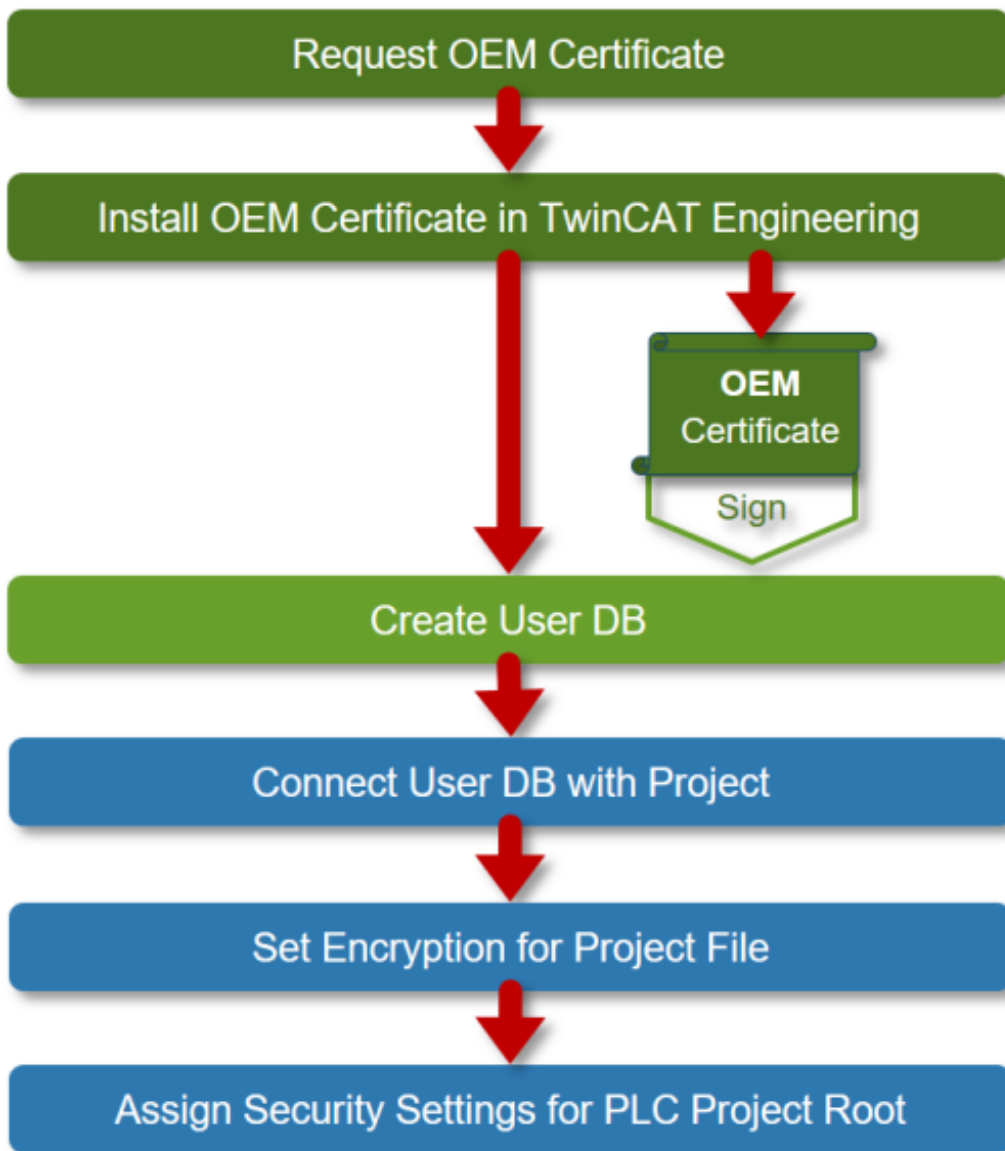 Request OEM Certificate
Install OEM Certificate in TwinCAT Engineering
OEM
Certificate
Sign
Create User DB
Connect User DB with Project
Set Encryption for Project File
Assign Security Settings for PLC Project Root